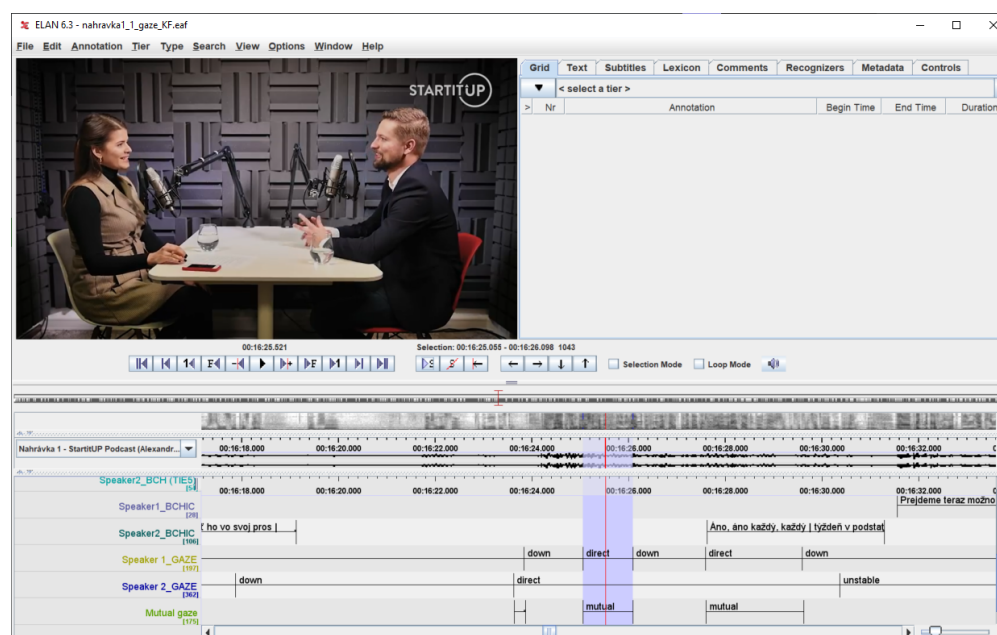 ELAN 6.3 - nahravka1_1_gaze_KF.eaf
File Edit Annotation Tier Type Search View Options Window Help
STARTITUP
Grid Text Subtitles Lexicon Comments Recognizers Metadata Controls
< select a tier >
> Nr Annotation Begin Time End Time Duration
00:16:25.521 Selection: 00:16:25.055 - 00:16:26.098 1043
Selection Mode Loop Mode
Nahrávka 1 - StartitUP Podcast (Alexandr...
00:16:18.000 00:16:20.000 00:16:22.000 00:16:24.000 00:16:26.000 00:16:28.000 00:16:30.000 00:16:32.000
Speaker2_BCH (TIE5)
[54]
00:16:18.000 00:16:20.000 00:16:22.000 00:16:24.000 00:16:26.000 00:16:28.000 00:16:30.000 00:16:32.000
Speaker1_BCHIC Prejdeme teraz možno
[28]
Speaker2_BCHIC ho vo svoj pros | Áno, áno každý, každý | týždeň v podstat
[106]
Speaker 1_GAZE down direct down direct down
[197]
Speaker 2_GAZE down direct unstable
[362]
Mutual gaze mutual mutual
[175]